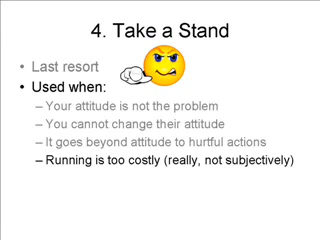 4. Take a Stand
• Last resort
• Used when:
– Your attitude is not the problem
– You cannot change their attitude
– It goes beyond attitude to hurtful actions
– Running is too costly (really, not subjectively)